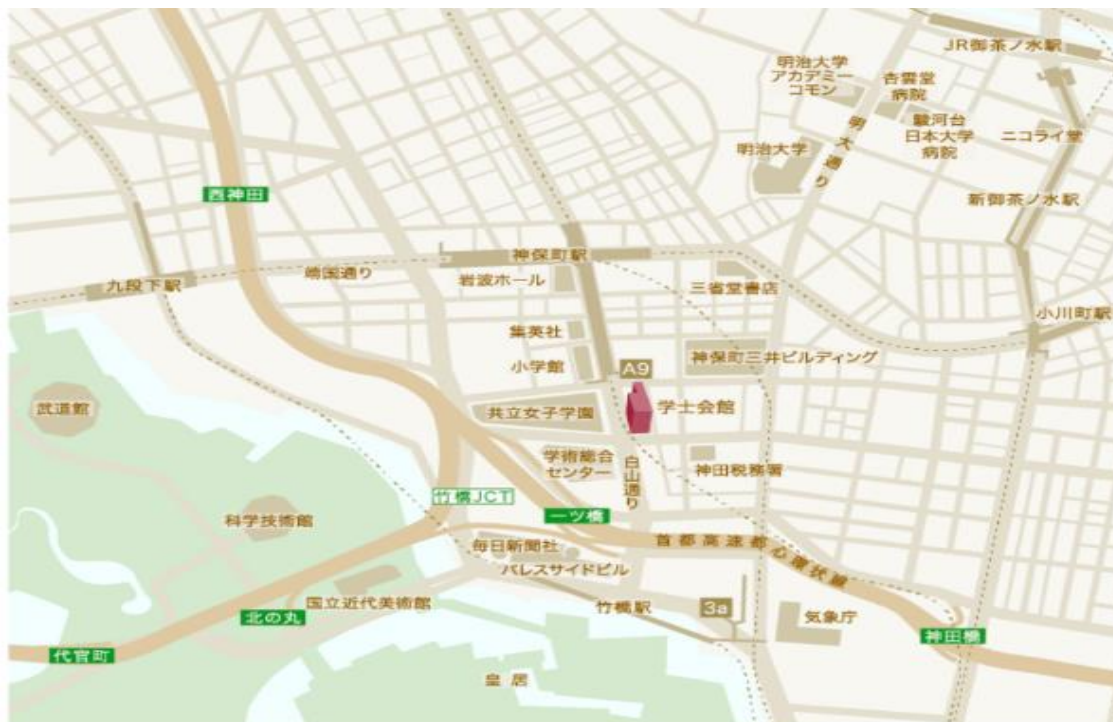 JR御茶ノ水駅
明治大学
アカデミー
コモン
杏雲堂
病院
駿河台
日本大学
病院
ニコライ堂
明治大学
明大通り
西神田
新御茶ノ水駅
神保町駅
靖国通り
九段下駅
岩波ホール
三省堂書店
小川町駅
集英社
小学館
神保町三井ビルディング
A9
武道館
共立女子学園
学士会館
学術総合
センター
白山通り
神田税務署
竹橋JCT
一ツ橋
科学技術館
毎日新聞社
パレスサイドビル
首都高速都心環状線
国立近代美術館
竹橋駅
3a
気象庁
北の丸
神田橋
代官町
皇居